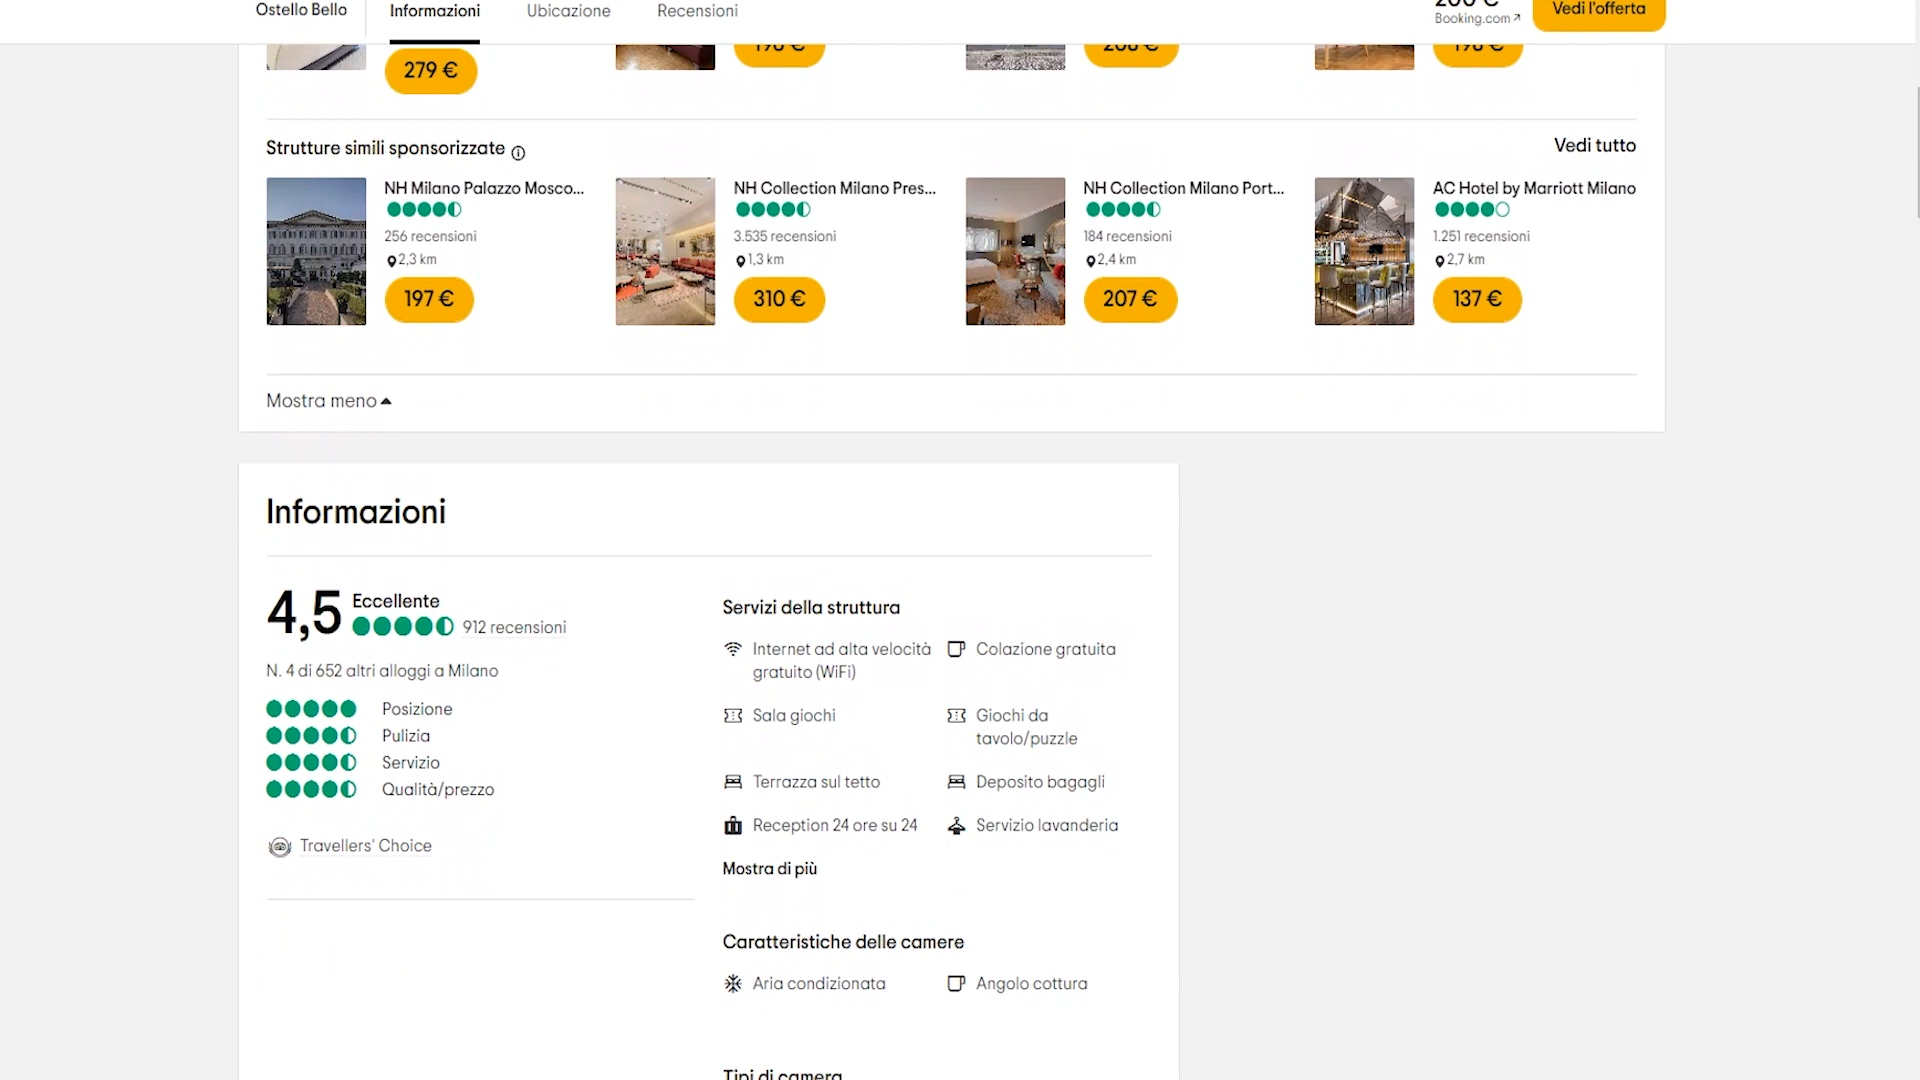 Ostello Bello
Informazioni
Ubicazione
Recensioni
Booking.com
Vedi l'offerta
279 €
Strutture simili sponsorizzate
Vedi tutto
NH Milano Palazzo Mosco...
256 recensioni
2,3 km
197 €
NH Collection Milano Pres...
3.535 recensioni
1,3 km
310 €
NH Collection Milano Port...
184 recensioni
2,4 km
207 €
AC Hotel by Marriott Milano
1.251 recensioni
2,7 km
137 €
Mostra meno
Informazioni
4,5
Eccellente
912 recensioni
N. 4 di 652 altri alloggi a Milano
Posizione
Pulizia
Servizio
Qualità/prezzo
Travellers' Choice
Servizi della struttura
Internet ad alta velocità
gratuito (WiFi)
Colazione gratuita
Sala giochi
Giochi da
tavolo/puzzle
Terrazza sul tetto
Deposito bagagli
Reception 24 ore su 24
Servizio lavanderia
Mostra di più
Caratteristiche delle camere
Aria condizionata
Angolo cottura
Tipi di camera